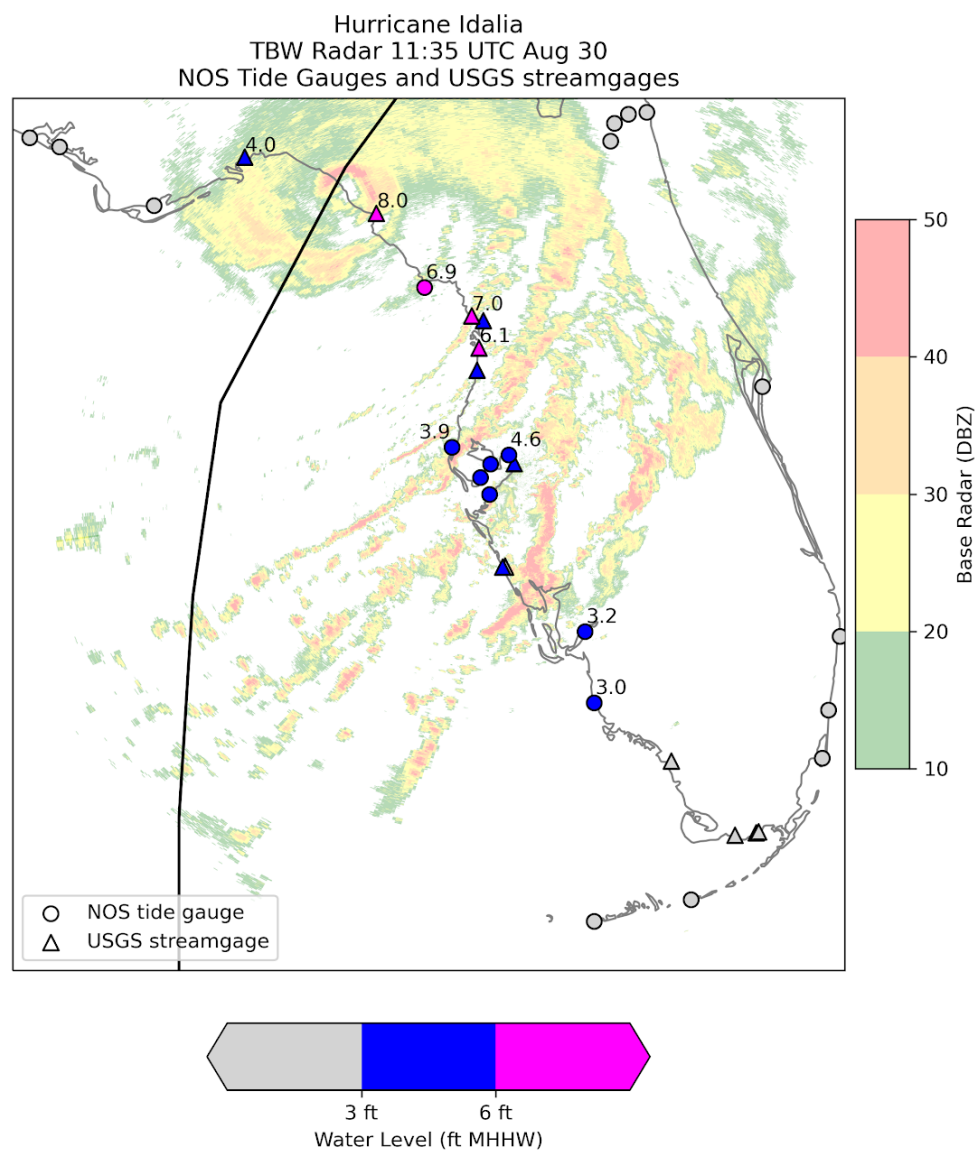 Hurricane Idalia
TBW Radar 11:35 UTC Aug 30
NOS Tide Gauges and USGS streamgages
4.0
8.0
6.9
7.0
6.1
3.9
4.6
3.2
3.0
50
40
30
20
10
Base Radar (DBZ)
NOS tide gauge
USGS streamgage
3 ft
6 ft
Water Level (ft MHHW)